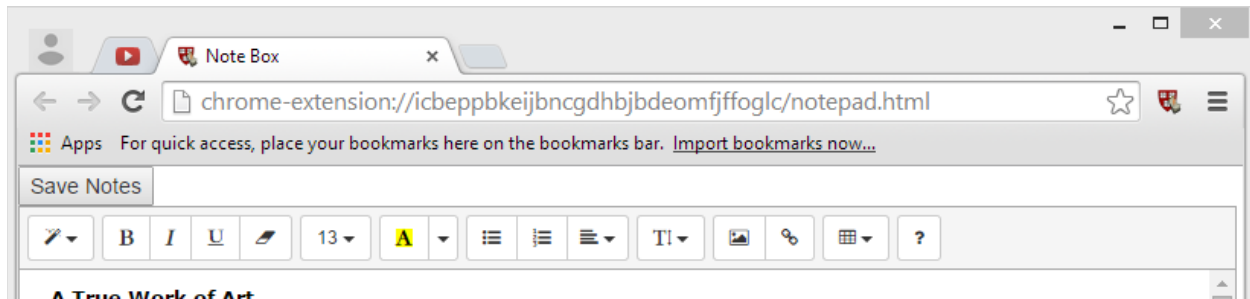 Note Box
chrome-extension://icbeppbkeijbncgdhbjbdeomfjffoglc/notepad.html
Apps For quick access, place your bookmarks here on the bookmarks bar. Import bookmarks now...
Save Notes
B I U 13 A T ?
A True Work of Art